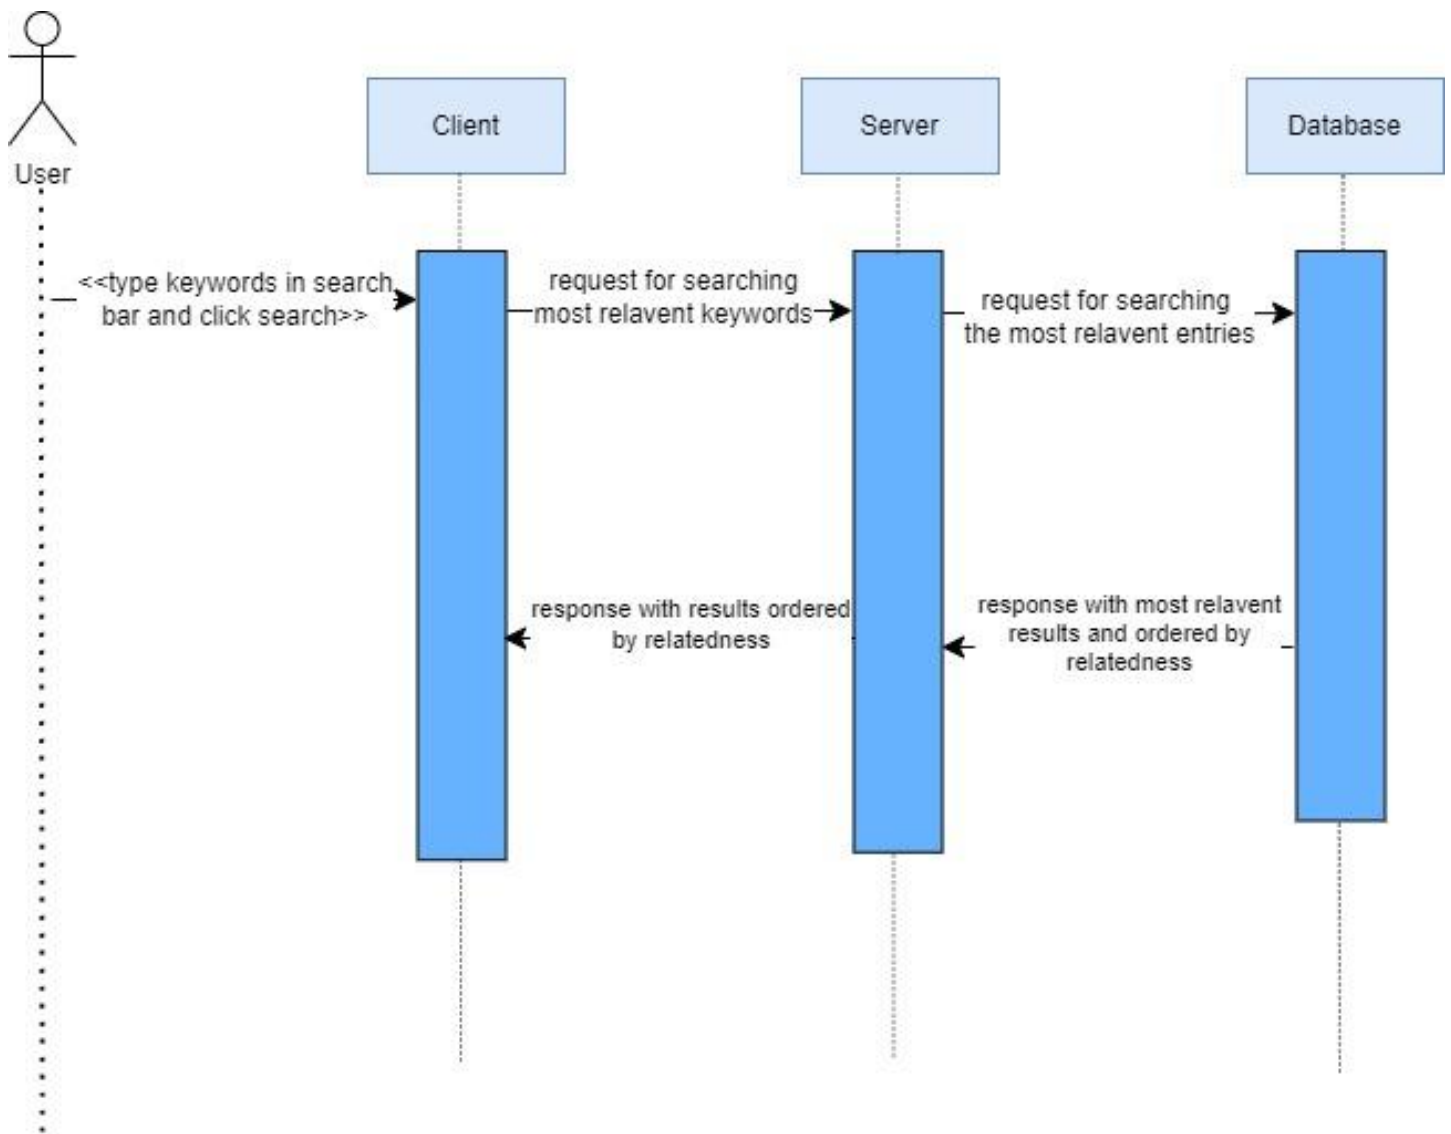 User
Client
Server
Database
<<type keywords in search
bar and click search>>
request for searching
most relavent keywords
request for searching
the most relavent entries
response with results ordered
by relatedness
response with most relavent
results and ordered by
relatedness